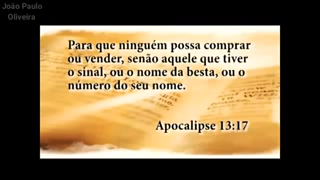 João Paulo
Oliveira
Para que ninguém possa comprar
ou vender, senão aquele que tiver
o sinal, ou o nome da besta, ou o
número do seu nome.
Apocalipse 13:17